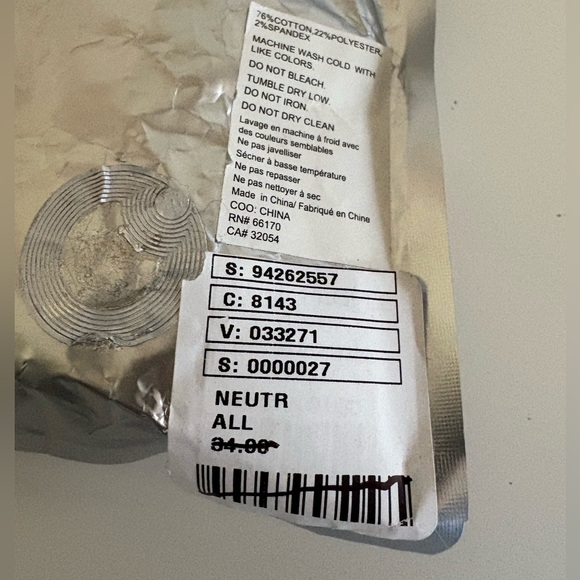 76%COTTON,22%POLYESTER,
2%SPANDEX
MACHINE WASH COLD WITH
LIKE COLORS.
DO NOT BLEACH.
TUMBLE DRY LOW.
DO NOT IRON.
DO NOT DRY CLEAN
Lavage en machine à froid avec
des couleurs semblables
Ne pas javelliser
Sécher à basse température
Ne pas repasser
Ne pas nettoyer à sec
Made in China/ Fabriqué en Chine
COO: CHINA
RN# 66170
CA# 32054
S: 94262557
C: 8143
V: 033271
S: 0000027
NEUTR
ALL
34.00